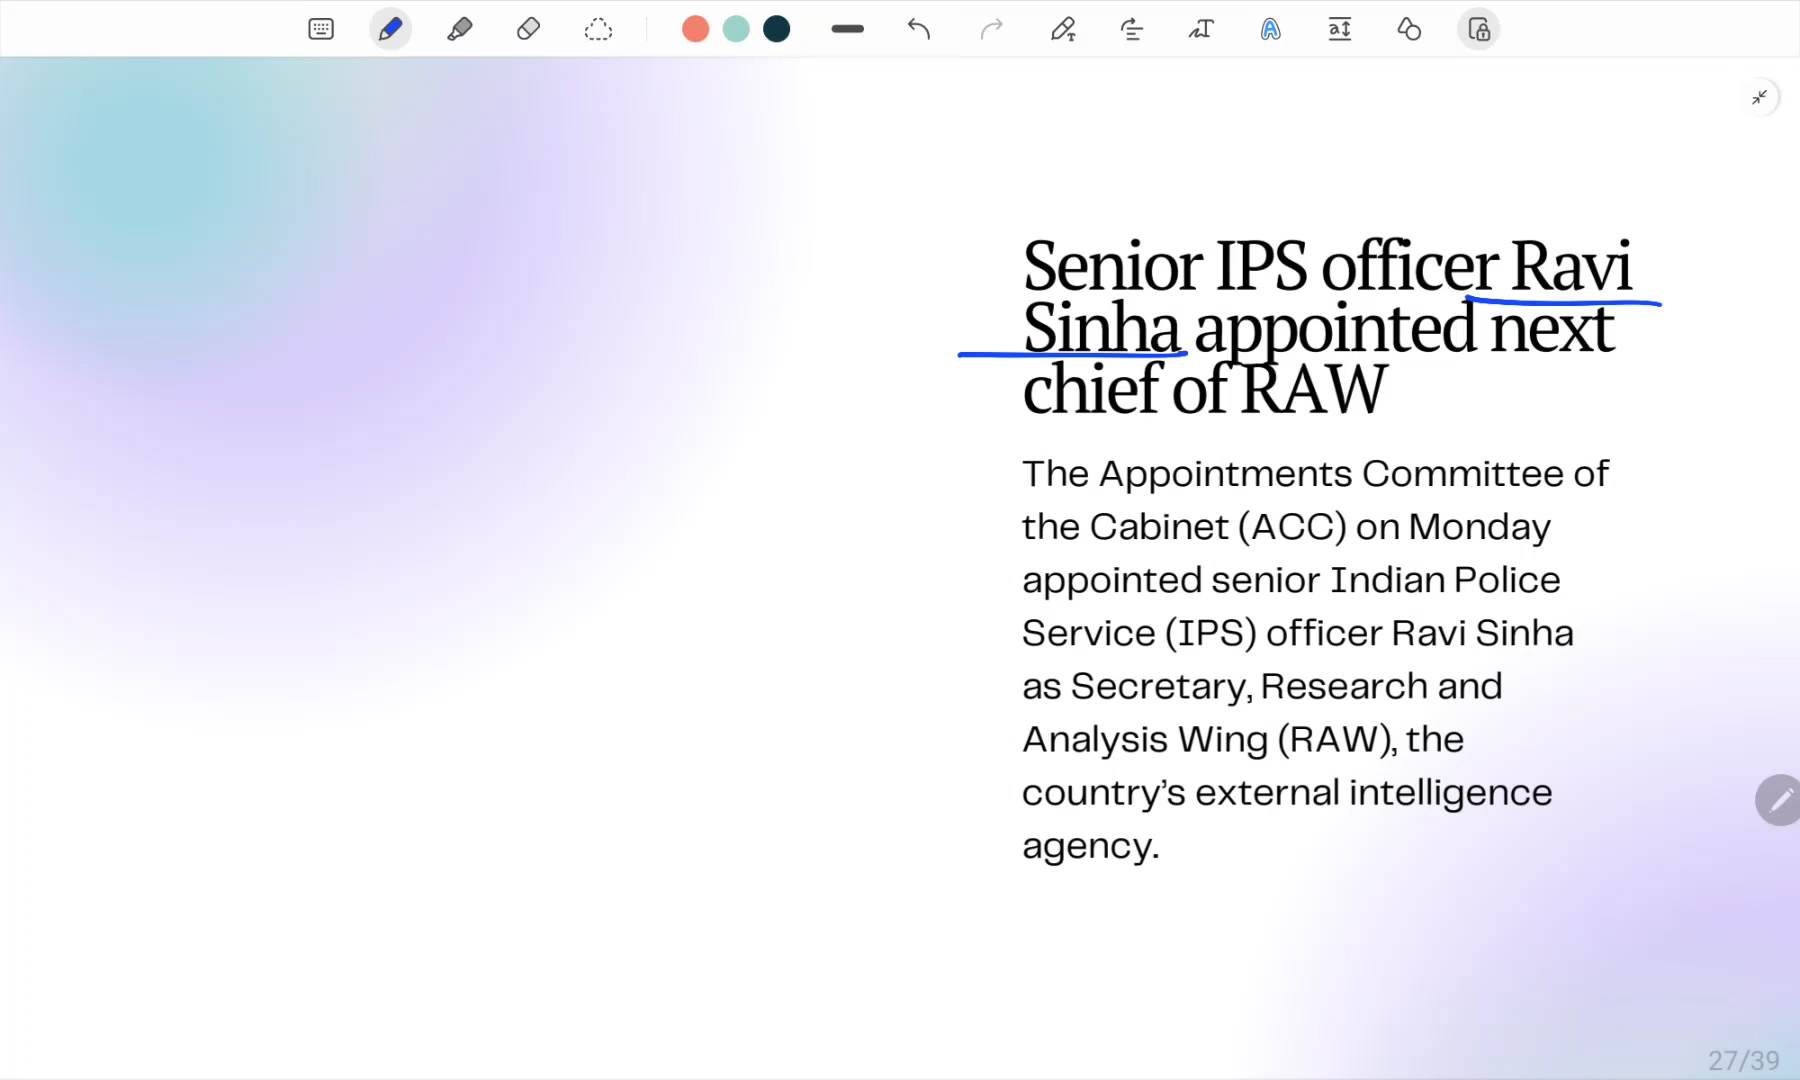 Senior IPS officer Ravi
Sinha appointed next
chief of RAW
The Appointments Committee of
the Cabinet (ACC) on Monday
appointed senior Indian Police
Service (IPS) officer Ravi Sinha
as Secretary, Research and
Analysis Wing (RAW), the
country’s external intelligence
agency.
27/39